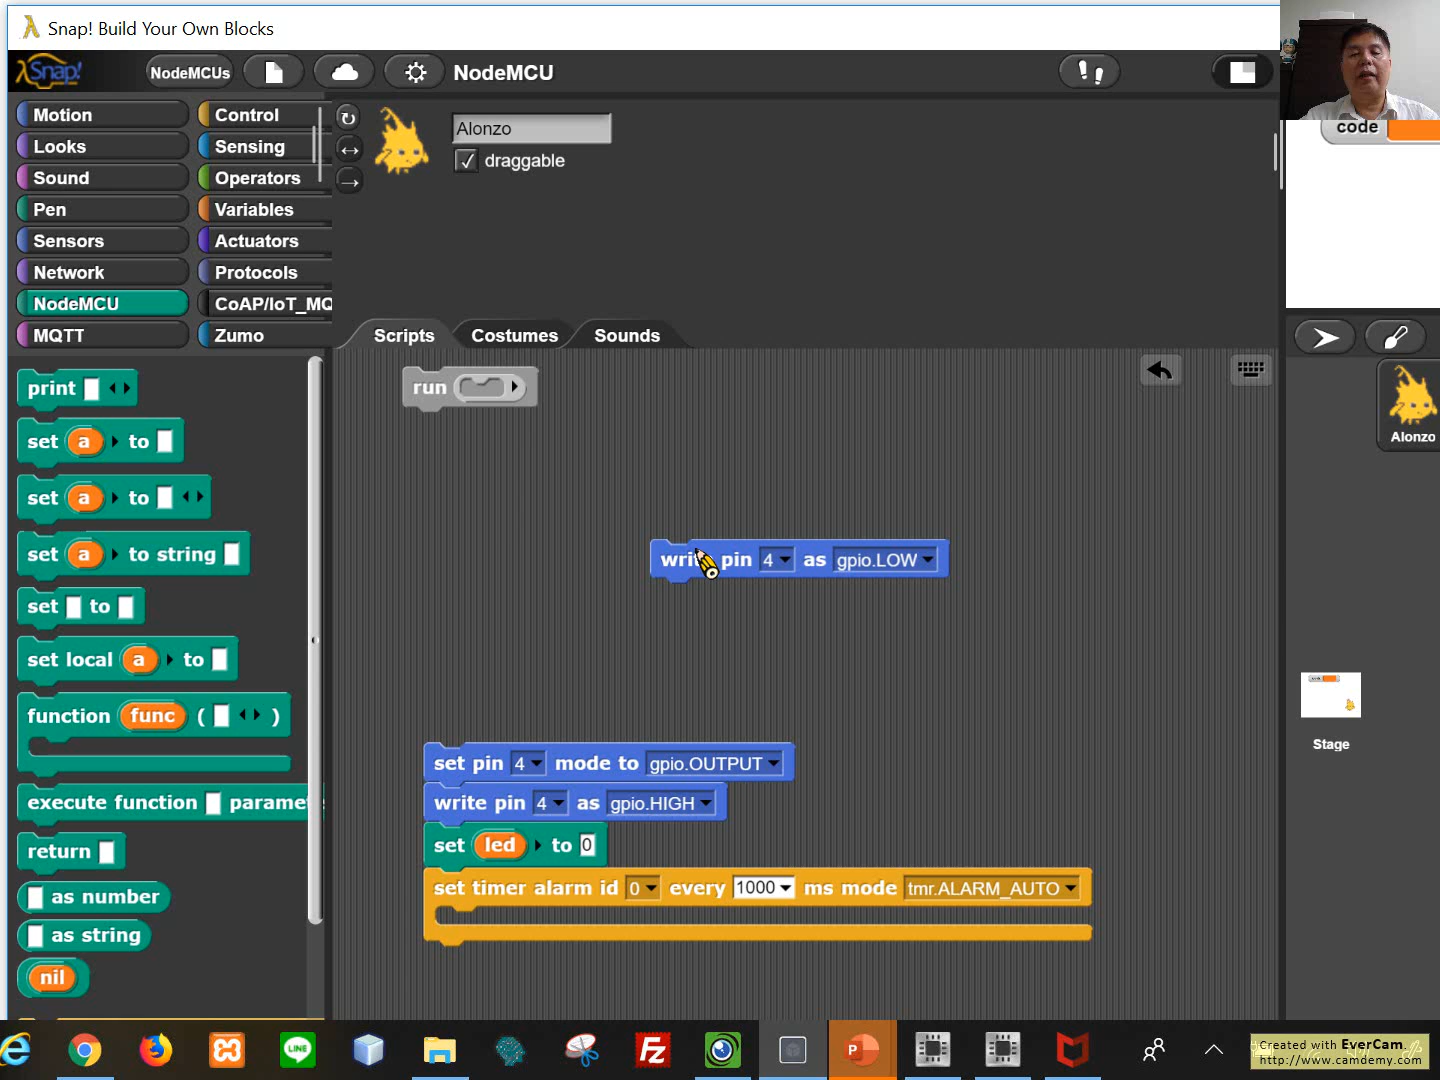 Snap! Build Your Own Blocks
Snap!
NodeMCUs
NodeMCU
Motion
Control
Looks
Sensing
Sound
Operators
Pen
Variables
Sensors
Actuators
Network
Protocols
NodeMCU
CoAP/IoT_MQ
MQTT
Zumo
Alonzo
draggable
code
Scripts
Costumes
Sounds
run
print
set a to
set a to
set a to string
set to
set local a to
function func ( )
execute function paramet
return
as number
as string
nil
pin 4 as gpio.LOW
set pin 4 mode to gpio.OUTPUT
write pin 4 as gpio.HIGH
set led to 0
set timer alarm id 0 every 1000 ms mode tmr.ALARM_AUTO
Alonzo
Stage
LINE
Fz
P
Created with EverCam.
http://www.camdemy.com